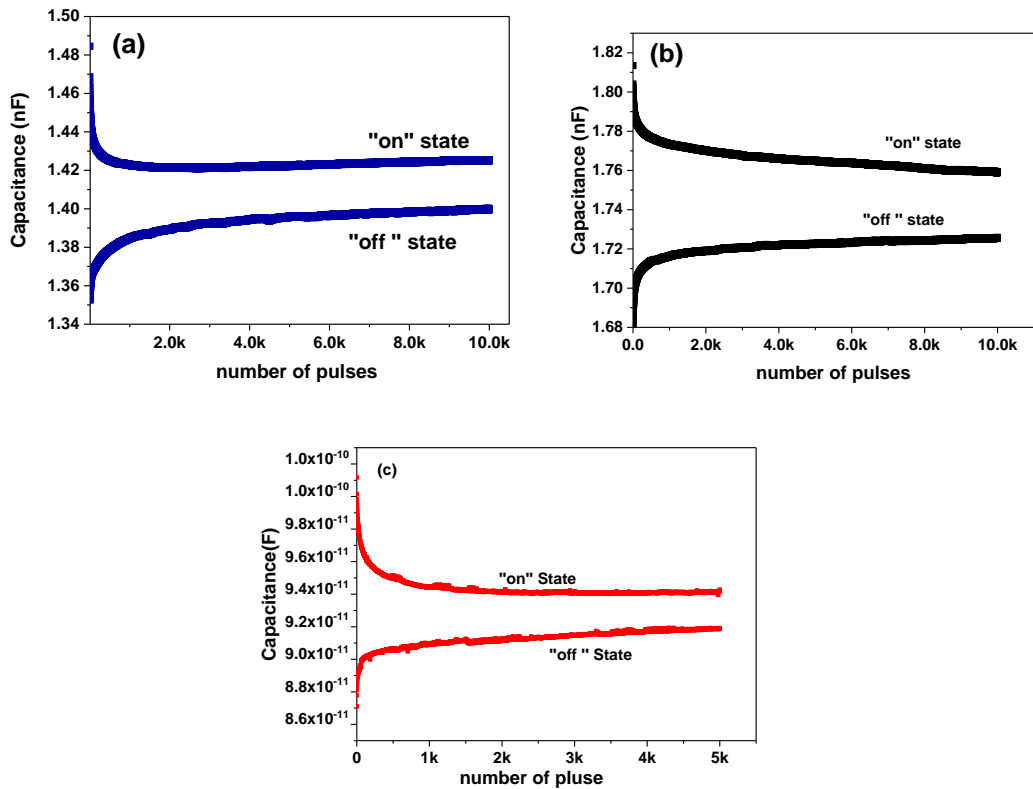 (a)
Capacitance (nF)
1.50
1.48
1.46
1.44
1.42
1.40
1.38
1.36
1.34
"on" state
"off " state
2.0k 4.0k 6.0k 8.0k 10.0k
number of pulses
(b)
Capacitance (nF)
1.82
1.80
1.78
1.76
1.74
1.72
1.70
1.68
"on" state
"off " state
0.0 2.0k 4.0k 6.0k 8.0k 10.0k
number of pulses
(c)
Capacitance(F)
1.0x10⁻¹⁰
1.0x10⁻¹⁰
9.8x10⁻¹¹
9.6x10⁻¹¹
9.4x10⁻¹¹
9.2x10⁻¹¹
9.0x10⁻¹¹
8.8x10⁻¹¹
8.6x10⁻¹¹
"on" State
"off " State
0 1k 2k 3k 4k 5k
number of pluse